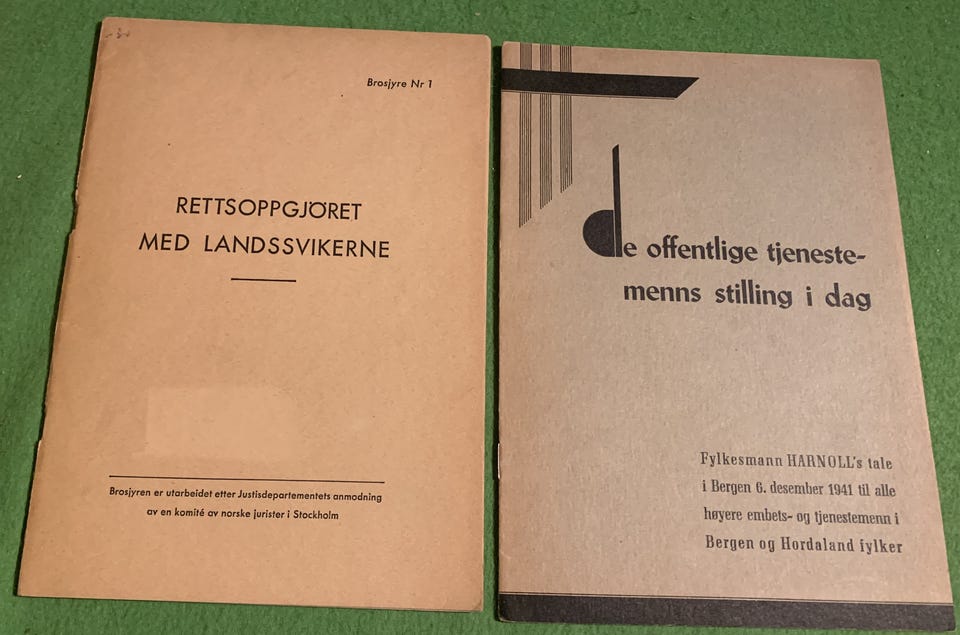 Brosjyre Nr 1
RETTSOPPGJÖRET
MED LANDSSVIKERNE
Brosjyren er utarbeidet etter Justisdepartementets anmodning
av en komité av norske jurister i Stockholm
de offentlige tjeneste-
menns stilling i dag
Fylkesmann HARNOLL's tale
i Bergen 6. desember 1941 til alle
høyere embets- og tjenestemenn i
Bergen og Hordaland fylker